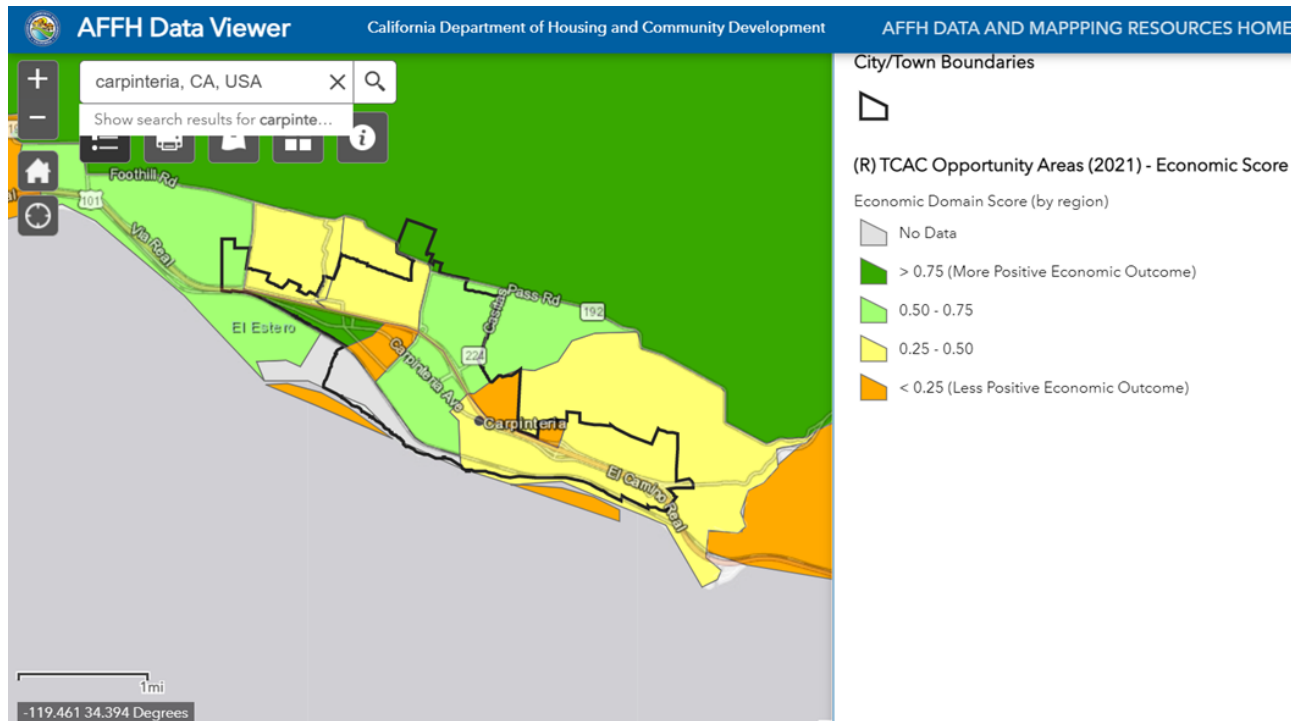 AFFH Data Viewer
California Department of Housing and Community Development
AFFH DATA AND MAPPPING RESOURCES HOME
+
−
carpinteria, CA, USA
Show search results for carpinte...
Foothill Rd
101
Via Real
El Estero
Carpinteria Ave
Pass Rd
192
224
Carpinteria
El Camino Real
1mi
-119.461 34.394 Degrees
City/Town Boundaries
(R) TCAC Opportunity Areas (2021) - Economic Score
Economic Domain Score (by region)
No Data
> 0.75 (More Positive Economic Outcome)
0.50 - 0.75
0.25 - 0.50
< 0.25 (Less Positive Economic Outcome)